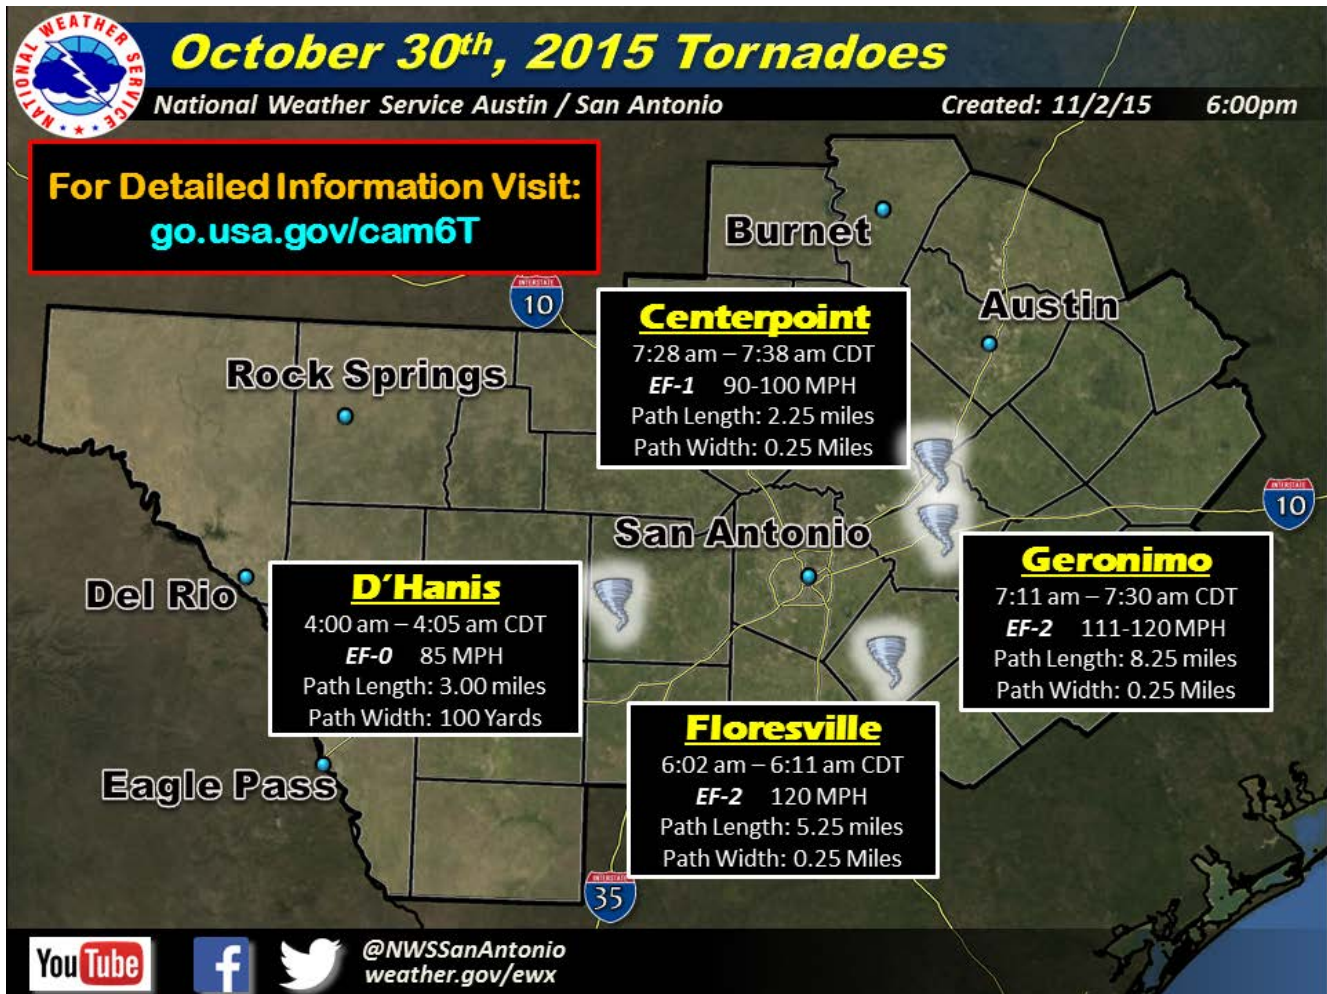 NATIONAL WEATHER SERVICE
October 30th, 2015 Tornadoes
National Weather Service Austin / San Antonio
Created: 11/2/15 6:00pm
For Detailed Information Visit:
go.usa.gov/cam6T
Burnet
INTERSTATE
10
Austin
Centerpoint
7:28 am – 7:38 am CDT
EF-1 90-100 MPH
Path Length: 2.25 miles
Path Width: 0.25 Miles
Rock Springs
San Antonio
INTERSTATE
10
Del Rio
D'Hanis
4:00 am – 4:05 am CDT
EF-0 85 MPH
Path Length: 3.00 miles
Path Width: 100 Yards
Geronimo
7:11 am – 7:30 am CDT
EF-2 111-120 MPH
Path Length: 8.25 miles
Path Width: 0.25 Miles
Floresville
6:02 am – 6:11 am CDT
EF-2 120 MPH
Path Length: 5.25 miles
Path Width: 0.25 Miles
Eagle Pass
INTERSTATE
35
YouTube
f
@NWSSanAntonio
weather.gov/ewx